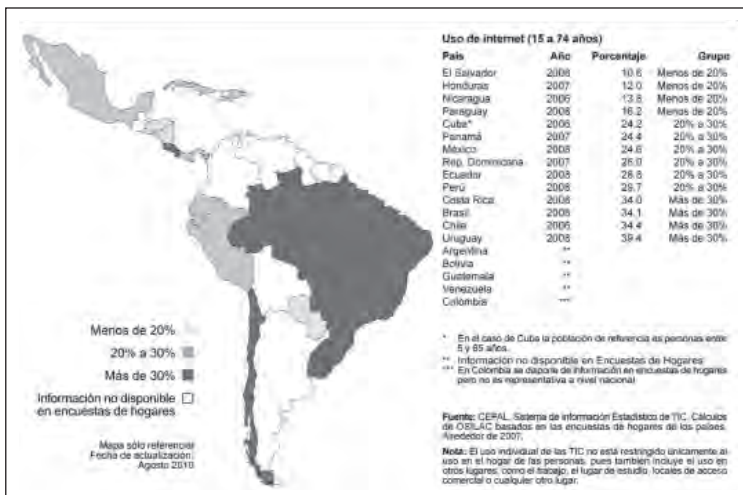 Uso de internet (15 a 74 años)
País Año Porcentaje Grupo
El Salvador 2008 10.6 Menos de 20%
Honduras 2007 12.0 Menos de 20%
Nicaragua 2006 13.8 Menos de 20%
Paraguay 2008 16.2 Menos de 20%
Cuba* 2006 24.2 20% a 30%
Panamá 2007 24.4 20% a 30%
México 2008 24.6 20% a 30%
Rep. Dominicana 2007 26.0 20% a 30%
Ecuador 2008 26.8 20% a 30%
Perú 2008 29.7 20% a 30%
Costa Rica 2008 34.0 Más de 30%
Brasil 2008 34.1 Más de 30%
Chile 2006 34.4 Más de 30%
Uruguay 2008 39.4 Más de 30%
Argentina **
Bolivia **
Guatemala **
Venezuela **
Colombia ***
Menos de 20%
20% a 30%
Más de 30%
Información no disponible
en encuestas de hogares
Mapa sólo referencial
Fecha de actualización:
Agosto 2010
* En el caso de Cuba la población de referencia es personas entre
6 y 65 años.
** Información no disponible en Encuestas de Hogares
*** En Colombia se dispone de información en encuestas de hogares
pero no es representativa a nivel nacional
Fuente: CEPAL, Sistema de Información Estadístico de TIC. Cálculos
de OSILAC basados en las encuestas de hogares de los países.
Alrededor de 2007.
Nota: El uso individual de las TIC no está restringido únicamente al
uso en el hogar de las personas, pues también incluye el uso en
otros lugares, como el trabajo, el lugar de estudio, locales de acceso
comercial o cualquier otro lugar.